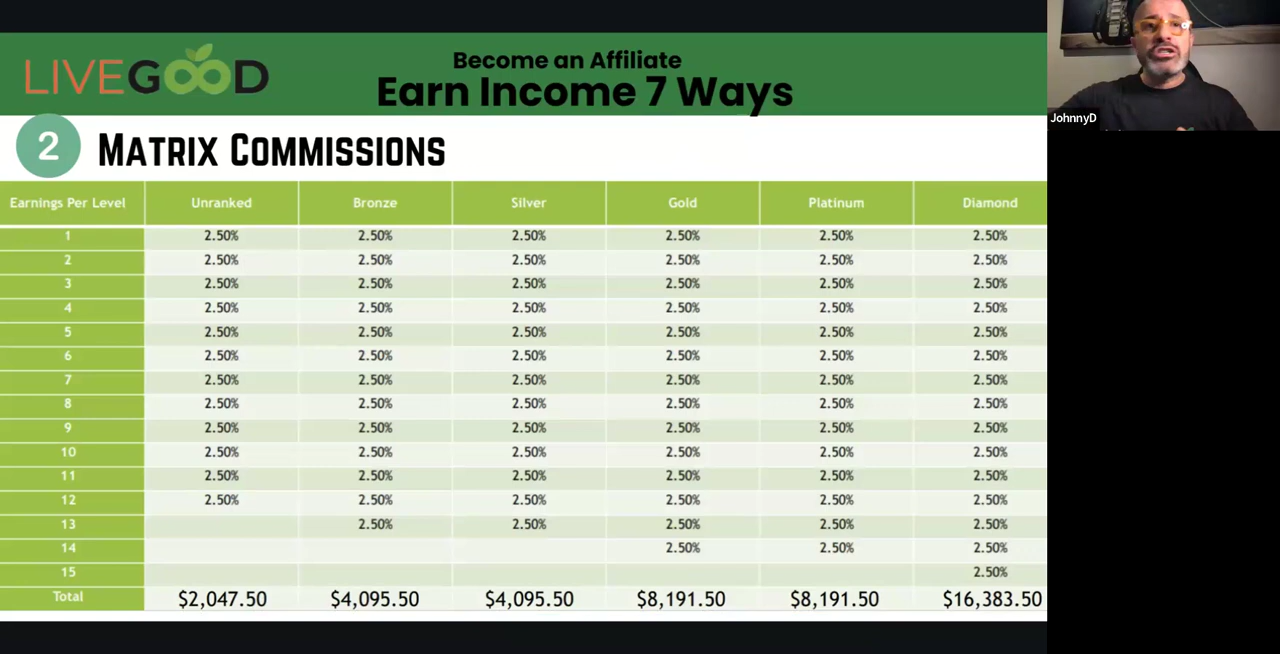 LIVEGOOD
Become an Affiliate
Earn Income 7 Ways
JohnnyD
2 MATRIX COMMISSIONS
Earnings Per Level Unranked Bronze Silver Gold Platinum Diamond
1 2.50% 2.50% 2.50% 2.50% 2.50% 2.50%
2 2.50% 2.50% 2.50% 2.50% 2.50% 2.50%
3 2.50% 2.50% 2.50% 2.50% 2.50% 2.50%
4 2.50% 2.50% 2.50% 2.50% 2.50% 2.50%
5 2.50% 2.50% 2.50% 2.50% 2.50% 2.50%
6 2.50% 2.50% 2.50% 2.50% 2.50% 2.50%
7 2.50% 2.50% 2.50% 2.50% 2.50% 2.50%
8 2.50% 2.50% 2.50% 2.50% 2.50% 2.50%
9 2.50% 2.50% 2.50% 2.50% 2.50% 2.50%
10 2.50% 2.50% 2.50% 2.50% 2.50% 2.50%
11 2.50% 2.50% 2.50% 2.50% 2.50% 2.50%
12 2.50% 2.50% 2.50% 2.50% 2.50% 2.50%
13 2.50% 2.50% 2.50% 2.50% 2.50%
14 2.50% 2.50% 2.50%
15 2.50%
Total $2,047.50 $4,095.50 $4,095.50 $8,191.50 $8,191.50 $16,383.50